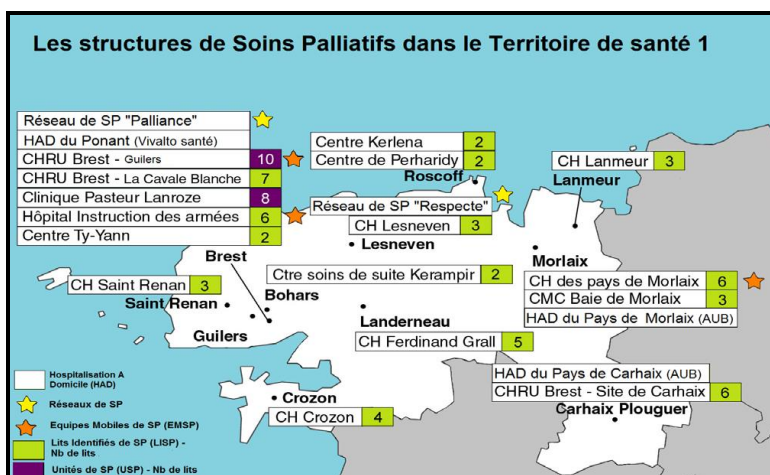 Les structures de Soins Palliatifs dans le Territoire de santé 1
Réseau de SP "Palliance"
HAD du Ponant (Vivalto santé)
CHRU Brest - Guilers 10
CHRU Brest - La Cavale Blanche 7
Clinique Pasteur Lanroze 8
Hôpital Instruction des armées 6
Centre Ty-Yann 2
Brest
Centre Kerlena 2
Centre de Perharidy 2
Roscoff
CH Lanmeur 3
Lanmeur
Réseau de SP "Respecte"
CH Lesneven 3
Lesneven
Morlaix
CH des pays de Morlaix 6
CMC Baie de Morlaix 3
HAD du Pays de Morlaix (AUB)
CH Saint Renan 3
Saint Renan
Bohars
Guilers
Ctre soins de suite Kerampir 2
Landerneau
CH Ferdinand Grall 5
HAD du Pays de Carhaix (AUB)
CHRU Brest - Site de Carhaix 6
Carhaix Plouguer
Crozon
CH Crozon 4
Hospitalisation A
Domicile (HAD)
Réseaux de SP
Equipes Mobiles de SP (EMSP)
Lits Identifiés de SP (LISP) -
Nb de lits
Unités de SP (USP) - Nb de lits